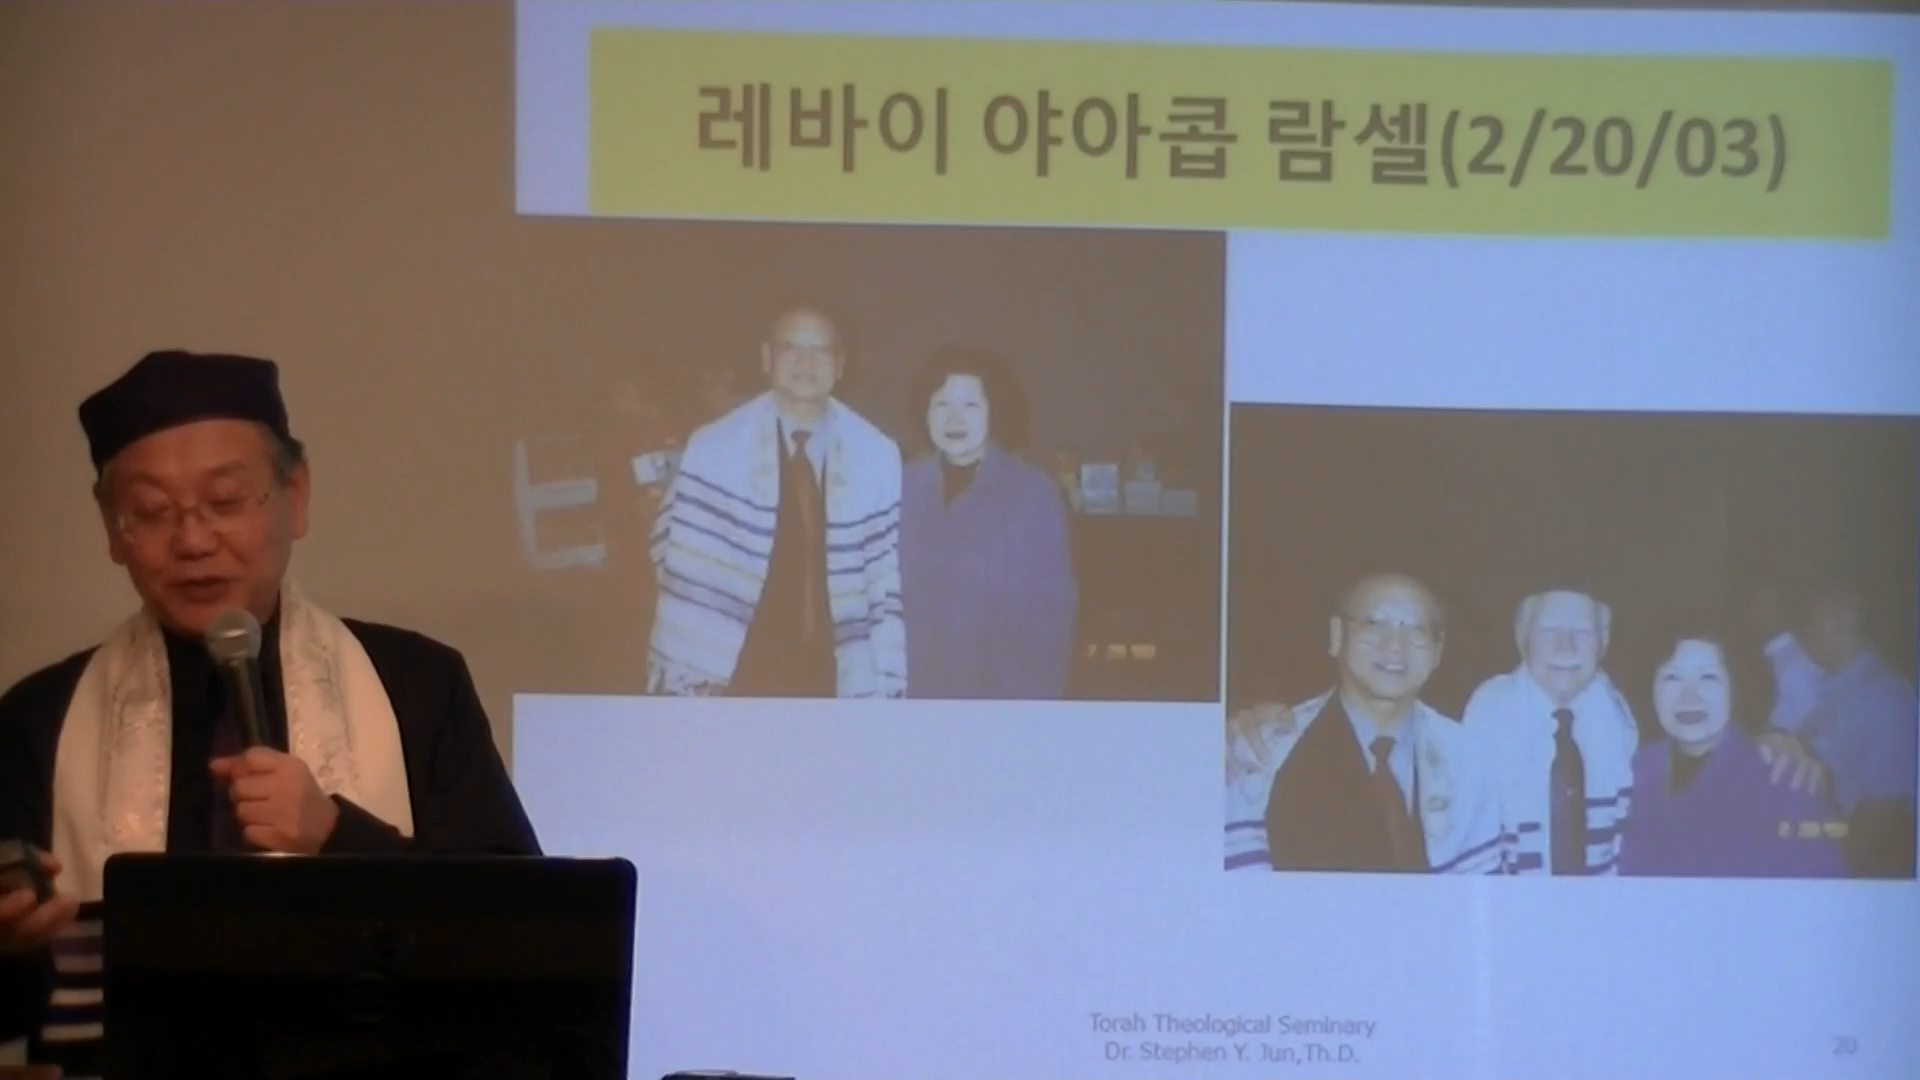 레바이 야아콥 람셀(2/20/03)
Torah Theological Seminary
Dr. Stephen Y. Jun,Th.D.
20